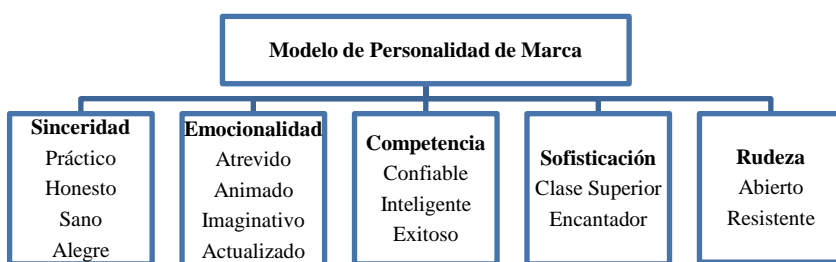 Modelo de Personalidad de Marca
Sinceridad
Práctico
Honesto
Sano
Alegre
Emocionalidad
Atrevido
Animado
Imaginativo
Actualizado
Competencia
Confiable
Inteligente
Exitoso
Sofisticación
Clase Superior
Encantador
Rudeza
Abierto
Resistente